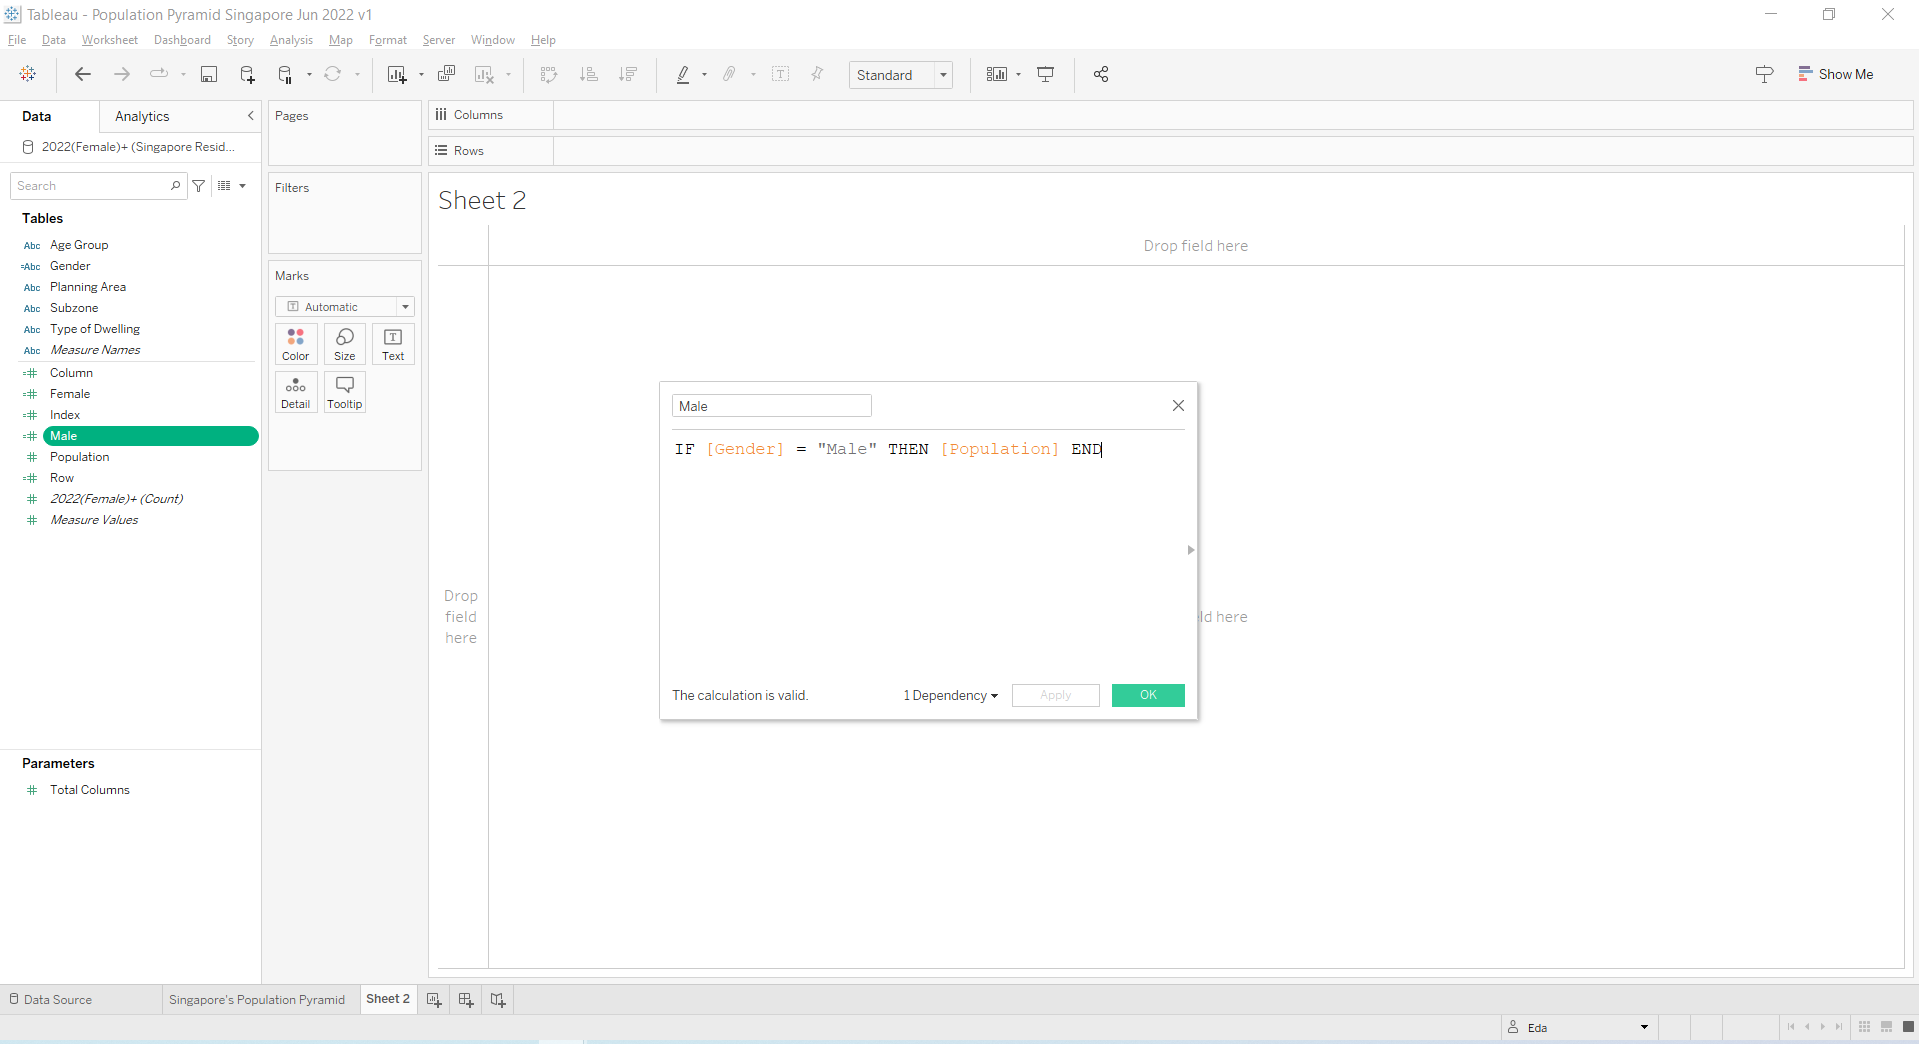 Tableau - Population Pyramid Singapore Jun 2022 v1
File Data Worksheet Dashboard Story Analysis Map Format Server Window Help
Standard
Show Me
Data Analytics
2022(Female)+ (Singapore Resid...
Search
Tables
Abc Age Group
=Abc Gender
Abc Planning Area
Abc Subzone
Abc Type of Dwelling
Abc Measure Names
=# Column
=# Female
=# Index
=# Male
# Population
=# Row
# 2022(Female)+ (Count)
# Measure Values
Parameters
# Total Columns
Pages
Filters
Marks
Automatic
Color Size Text
Detail Tooltip
Columns
Rows
Sheet 2
Drop field here
Drop
field
here
ld here
Male
IF [Gender] = "Male" THEN [Population] END
The calculation is valid.
1 Dependency
Apply
OK
Data Source Singapore's Population Pyramid Sheet 2
Eda